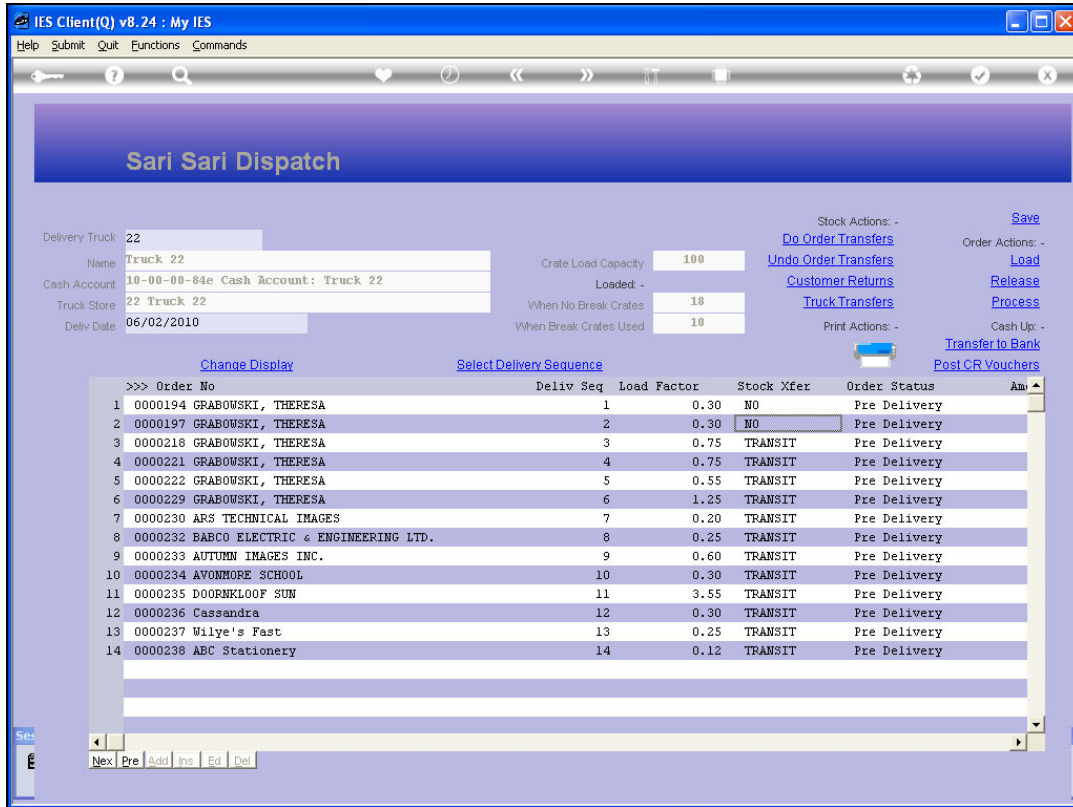 IES Client(Q) v8.24 : My IES
Help Submit Quit Functions Commands
Sari Sari Dispatch
Stock Actions: - Save
Delivery Truck 22 Do Order Transfers Order Actions: -
Name Truck 22 Crate Load Capacity 100 Undo Order Transfers Load
Cash Account 10-00-00-84e Cash Account: Truck 22 Loaded: - Customer Returns Release
Truck Store 22 Truck 22 When No Break Crates 18 Truck Transfers Process
Deliv Date 06/02/2010 When Break Crates Used 10 Print Actions: - Cash Up: -
Transfer to Bank
Change Display Select Delivery Sequence Post CR Vouchers
>>> Order No Deliv Seq Load Factor Stock Xfer Order Status Am
1 0000194 GRABOWSKI, THERESA 1 0.30 NO Pre Delivery
2 0000197 GRABOWSKI, THERESA 2 0.30 NO Pre Delivery
3 0000218 GRABOWSKI, THERESA 3 0.75 TRANSIT Pre Delivery
4 0000221 GRABOWSKI, THERESA 4 0.75 TRANSIT Pre Delivery
5 0000222 GRABOWSKI, THERESA 5 0.55 TRANSIT Pre Delivery
6 0000229 GRABOWSKI, THERESA 6 1.25 TRANSIT Pre Delivery
7 0000230 ARS TECHNICAL IMAGES 7 0.20 TRANSIT Pre Delivery
8 0000232 BABCO ELECTRIC & ENGINEERING LTD. 8 0.25 TRANSIT Pre Delivery
9 0000233 AUTUMN IMAGES INC. 9 0.60 TRANSIT Pre Delivery
10 0000234 AVONMORE SCHOOL 10 0.30 TRANSIT Pre Delivery
11 0000235 DOORNKLOOF SUN 11 3.55 TRANSIT Pre Delivery
12 0000236 Cassandra 12 0.30 TRANSIT Pre Delivery
13 0000237 Wilye's Fast 13 0.25 TRANSIT Pre Delivery
14 0000238 ABC Stationery 14 0.12 TRANSIT Pre Delivery
Ses
Nex Pre Add Ins Ed Del